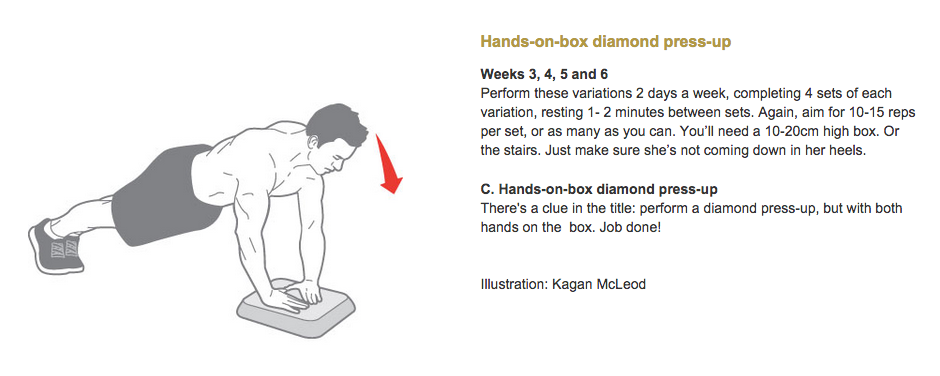 Hands-on-box diamond press-up
Weeks 3, 4, 5 and 6
Perform these variations 2 days a week, completing 4 sets of each
variation, resting 1- 2 minutes between sets. Again, aim for 10-15 reps
per set, or as many as you can. You’ll need a 10-20cm high box. Or
the stairs. Just make sure she’s not coming down in her heels.
C. Hands-on-box diamond press-up
There's a clue in the title: perform a diamond press-up, but with both
hands on the  box. Job done!
Illustration: Kagan McLeod